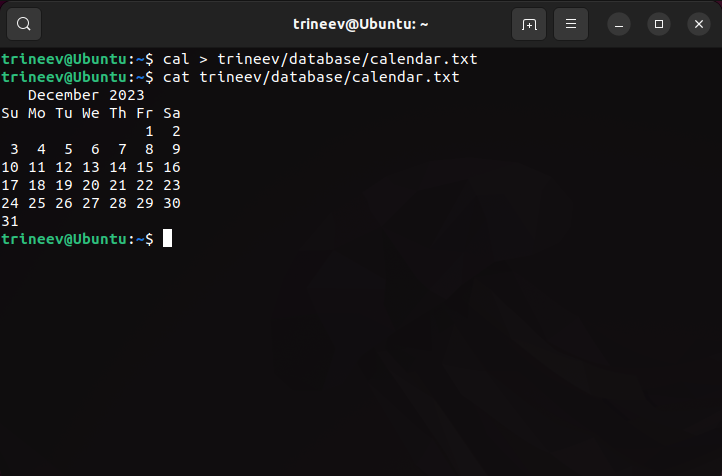 trineev@Ubuntu: ~
trineev@Ubuntu:~$ cal > trineev/database/calendar.txt
trineev@Ubuntu:~$ cat trineev/database/calendar.txt
   December 2023
Su Mo Tu We Th Fr Sa
                1  2
 3  4  5  6  7  8  9
10 11 12 13 14 15 16
17 18 19 20 21 22 23
24 25 26 27 28 29 30
31
trineev@Ubuntu:~$